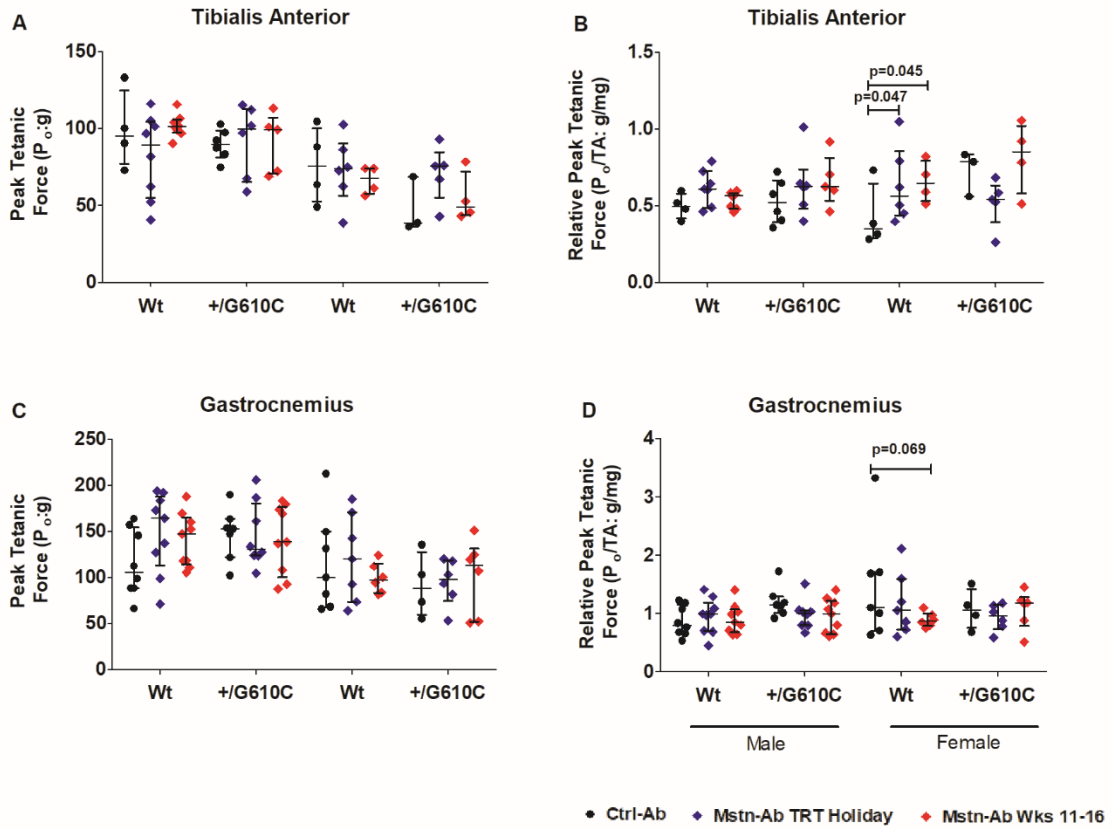 A
Tibialis Anterior
Peak Tetanic
Force (Po:g)
150
100
50
0
Wt
+/G610C
Wt
+/G610C
B
Tibialis Anterior
Relative Peak Tetanic
Force (Po/TA: g/mg)
1.5
1.0
0.5
0.0
p=0.045
p=0.047
Wt
+/G610C
Wt
+/G610C
C
Gastrocnemius
Peak Tetanic
Force (Po:g)
250
200
150
100
50
0
Wt
+/G610C
Wt
+/G610C
D
Gastrocnemius
Relative Peak Tetanic
Force (Po/TA: g/mg)
4
3
2
1
0
p=0.069
Wt
+/G610C
Wt
+/G610C
Male
Female
Ctrl-Ab
Mstn-Ab TRT Holiday
Mstn-Ab Wks 11-16